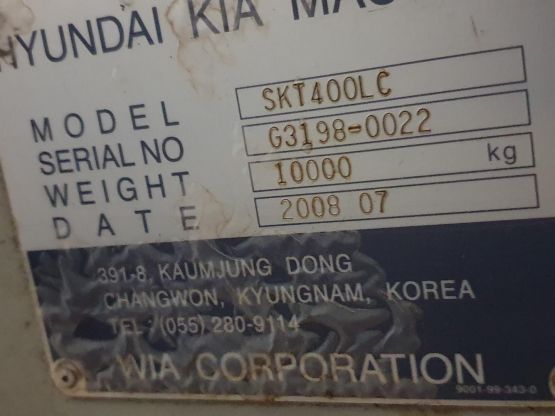 HYUNDAI KIA MAC
MODEL SKT400LC
SERIAL NO G3198-0022
WEIGHT 10000 kg
DATE 2008 07
391-8, KAUMJUNG DONG
CHANGWON, KYUNGNAM, KOREA
TEL : (055) 280-9114
WIA CORPORATION
9001-99-343-0